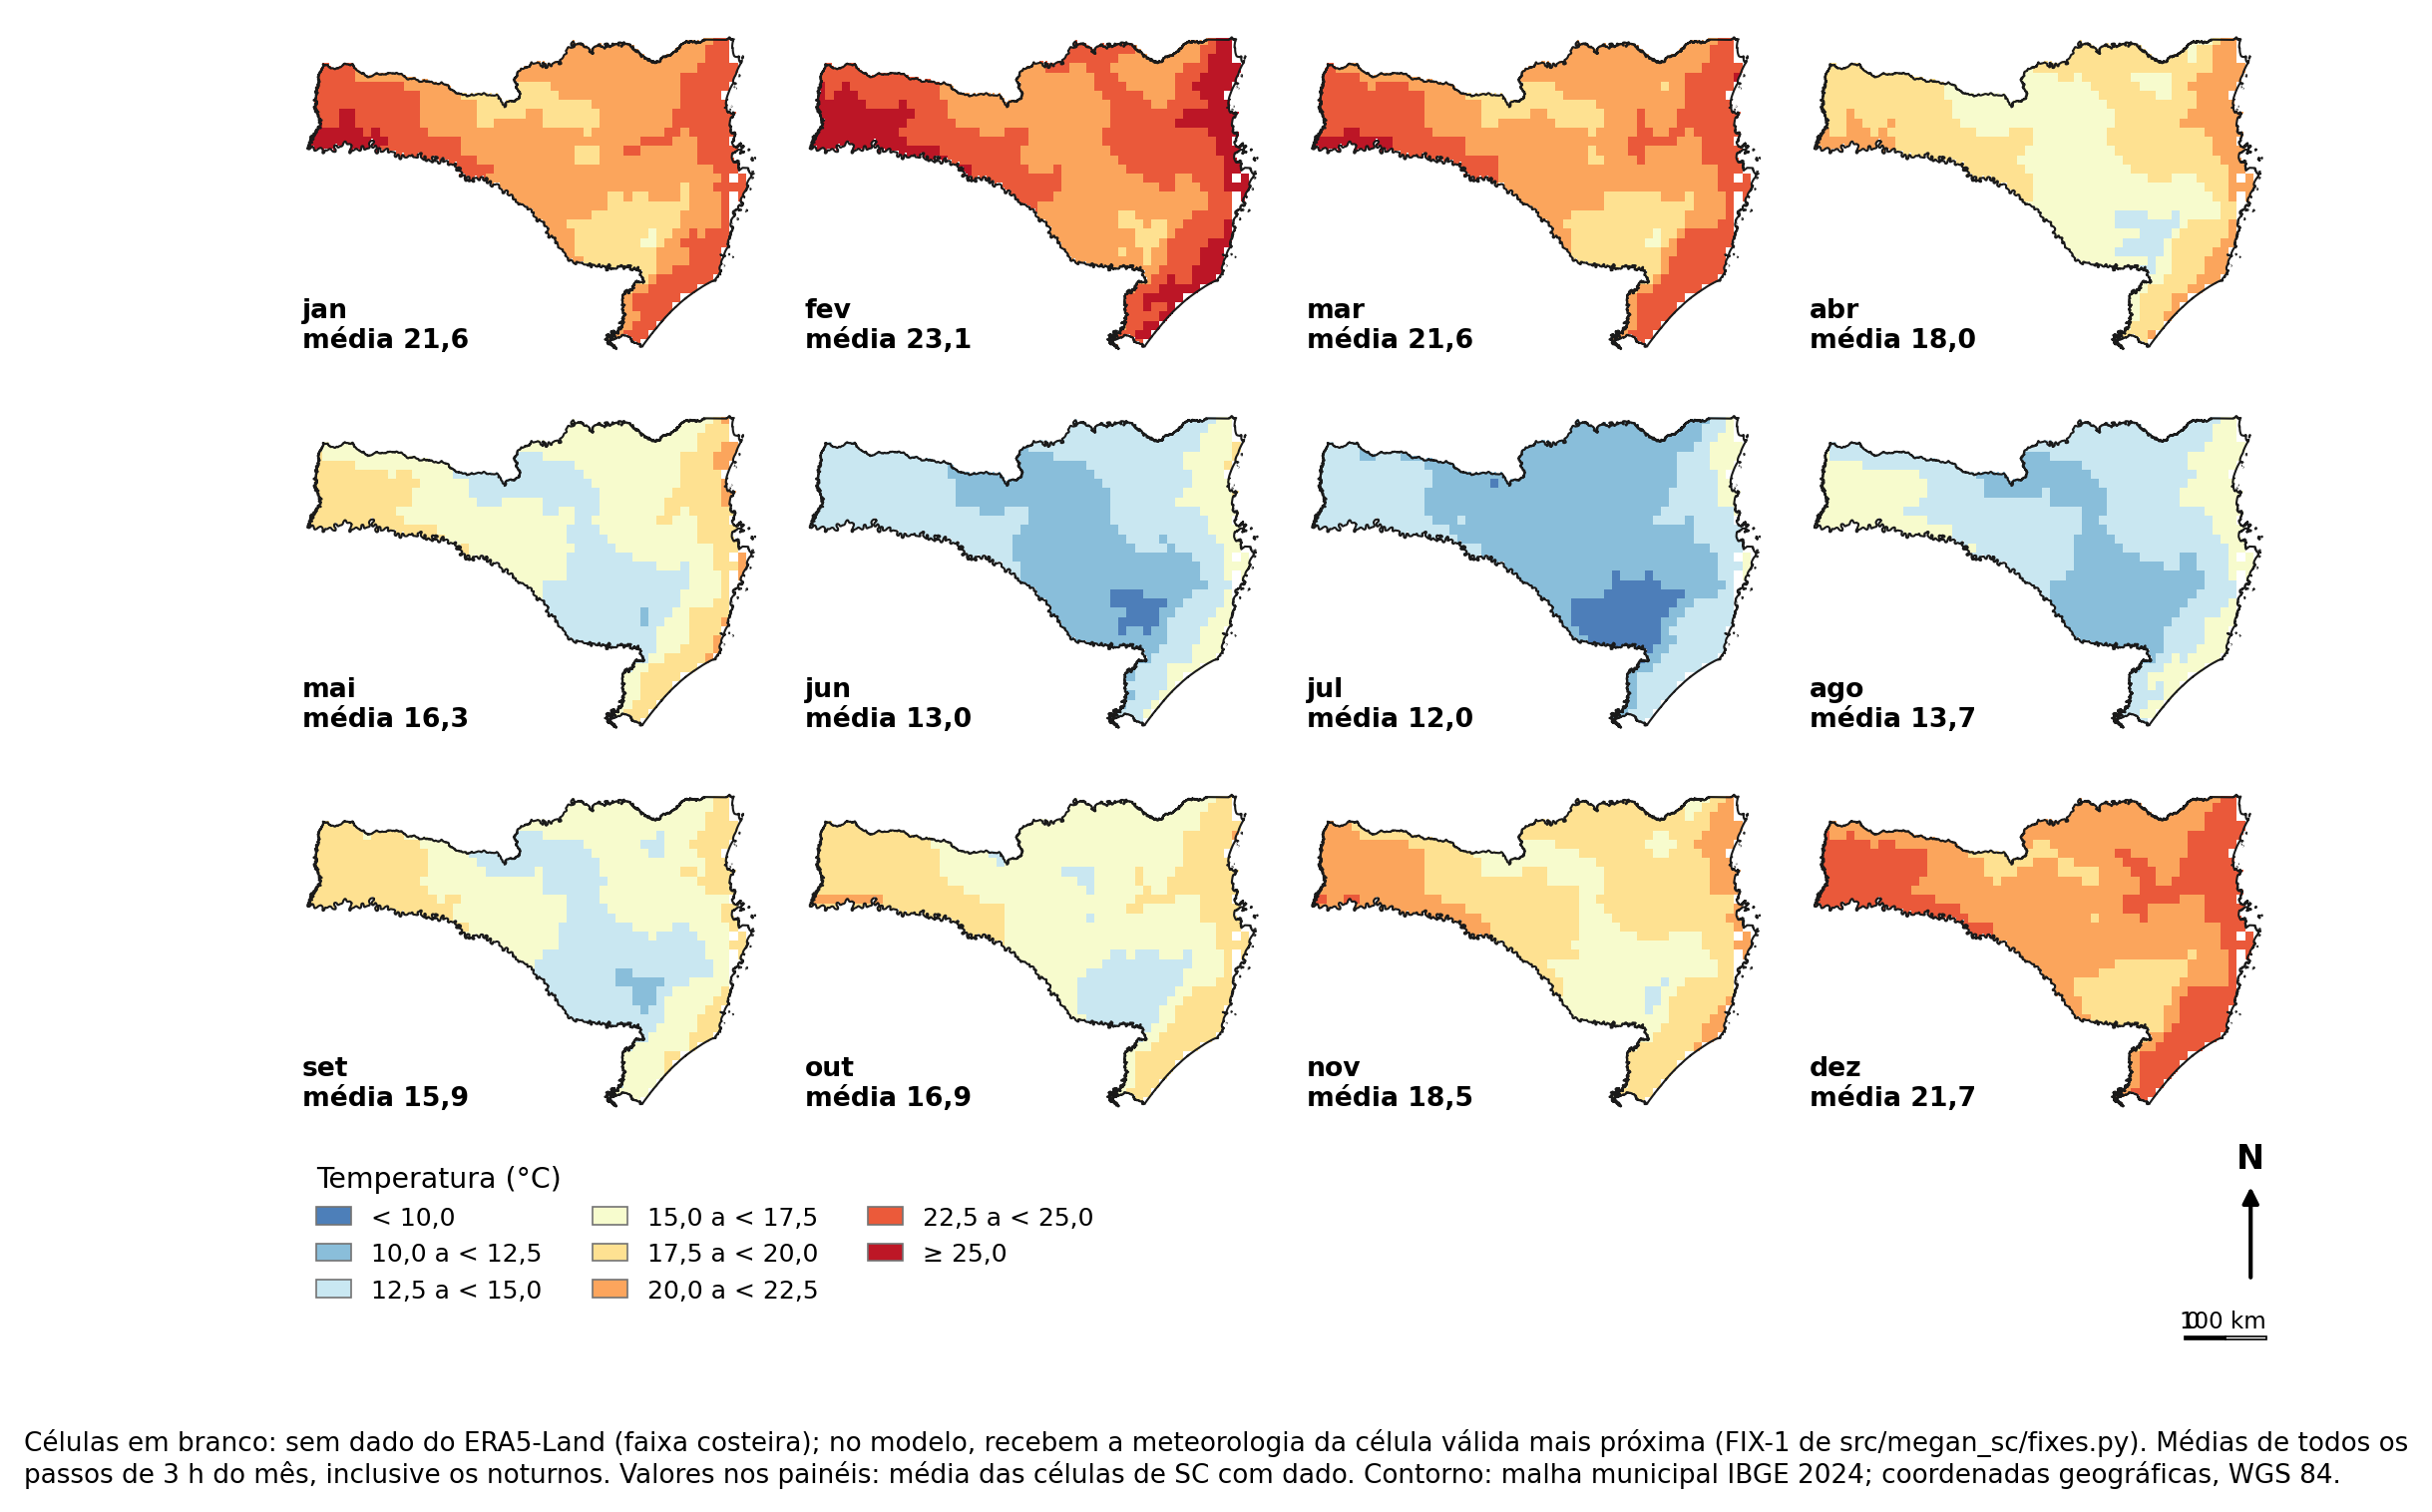 jan
média 21,6
fev
média 23,1
mar
média 21,6
abr
média 18,0
mai
média 16,3
jun
média 13,0
jul
média 12,0
ago
média 13,7
set
média 15,9
out
média 16,9
nov
média 18,5
dez
média 21,7
Temperatura (°C)
< 10,0
10,0 a < 12,5
12,5 a < 15,0
15,0 a < 17,5
17,5 a < 20,0
20,0 a < 22,5
22,5 a < 25,0
≥ 25,0
N
0
100 km
Células em branco: sem dado do ERA5-Land (faixa costeira); no modelo, recebem a meteorologia da célula válida mais próxima (FIX-1 de src/megan_sc/fixes.py). Médias de todos os
passos de 3 h do mês, inclusive os noturnos. Valores nos painéis: média das células de SC com dado. Contorno: malha municipal IBGE 2024; coordenadas geográficas, WGS 84.